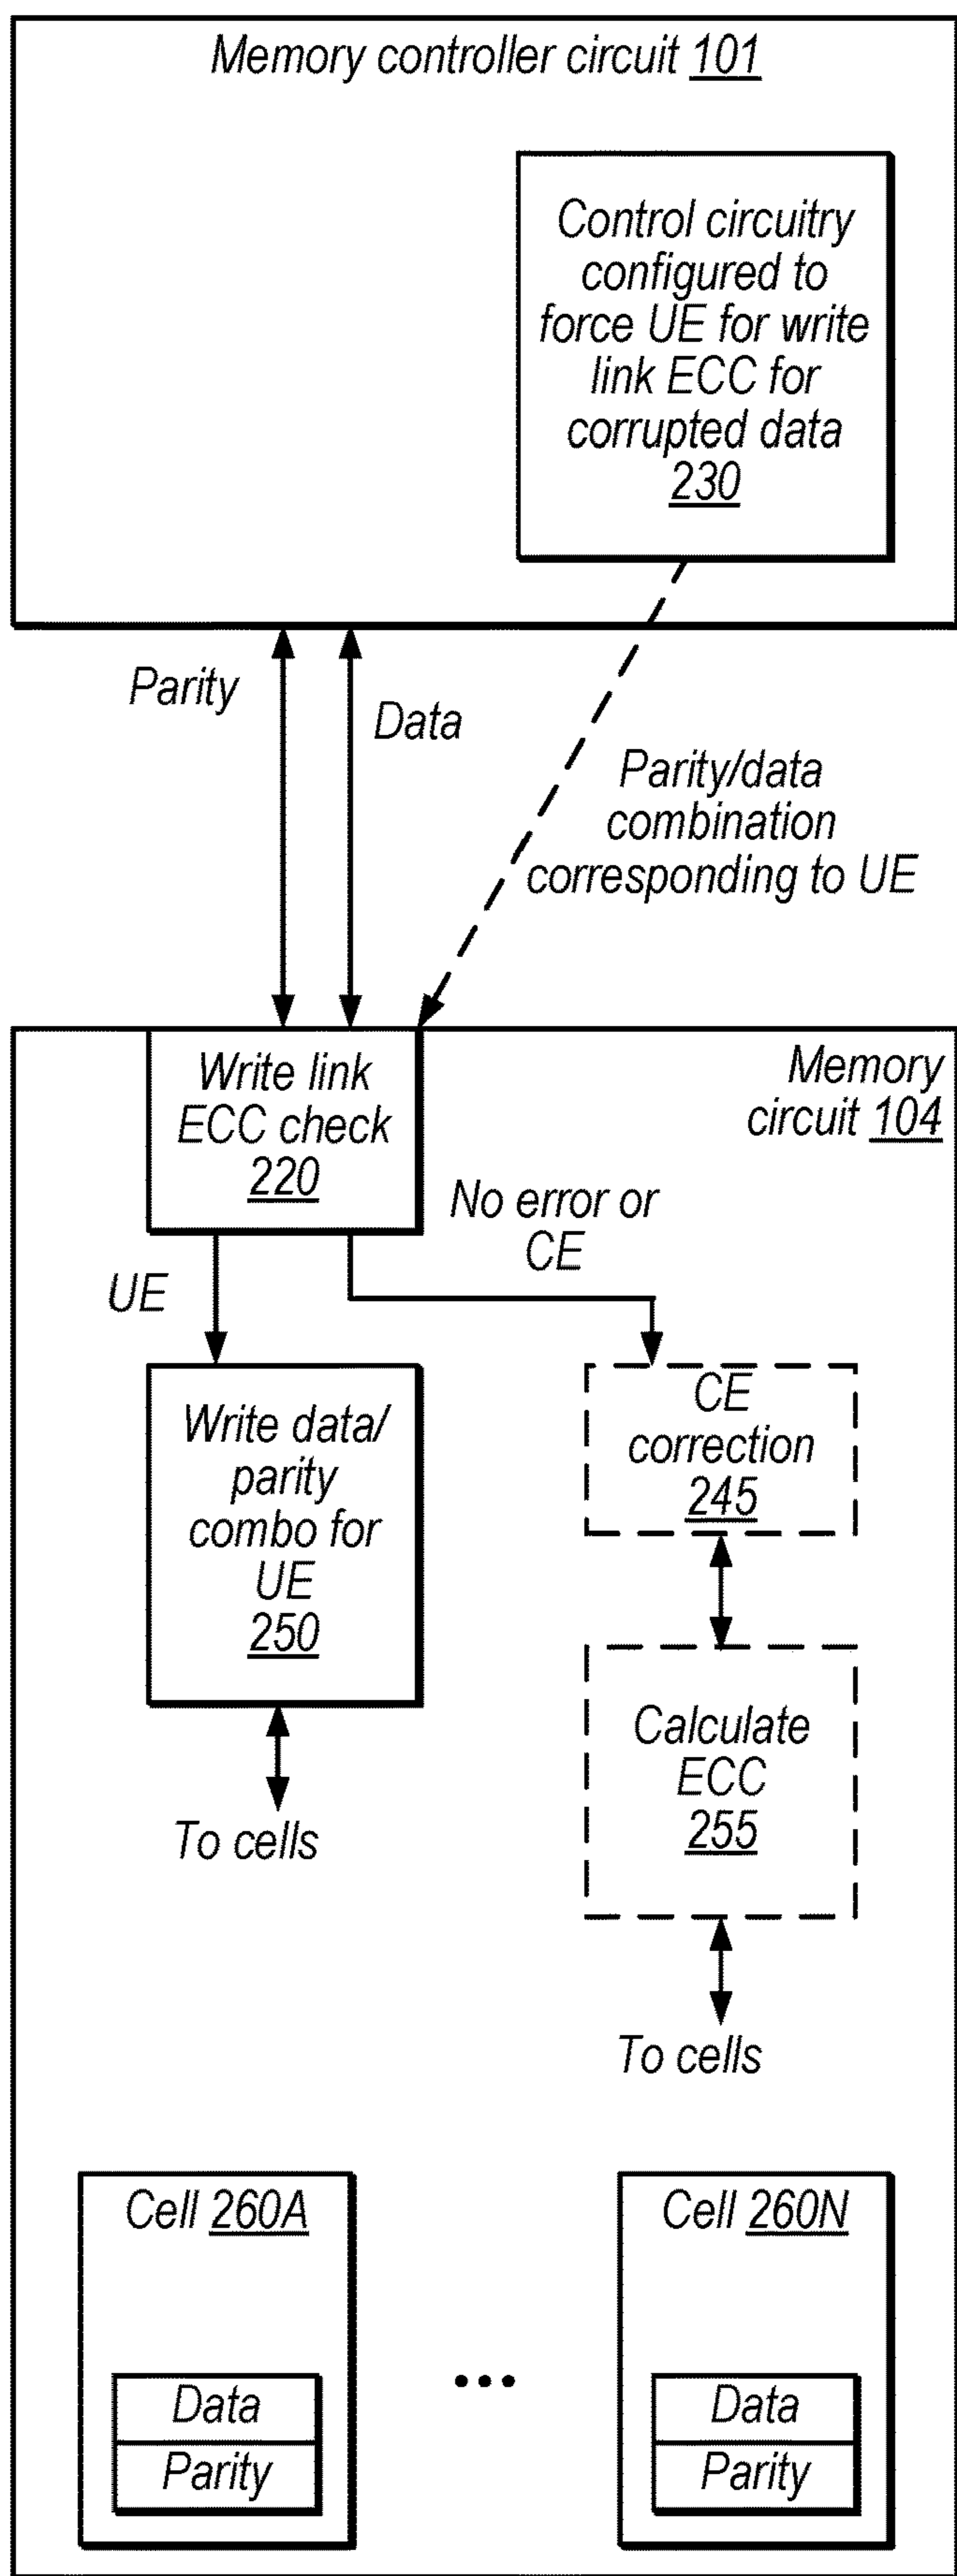 Memory controller circuit 101
Control circuitry
configured to
force UE for write
link ECC for
corrupted data
230
Parity
Data
Parity/data
combination
corresponding to UE
Write link
ECC check
220
Memory
circuit 104
No error or
CE
UE
Write data/
parity
combo for
UE
250
CE
correction
245
Calculate
ECC
255
To cells
To cells
Cell 260A
Data
Parity
...
Cell 260N
Data
Parity